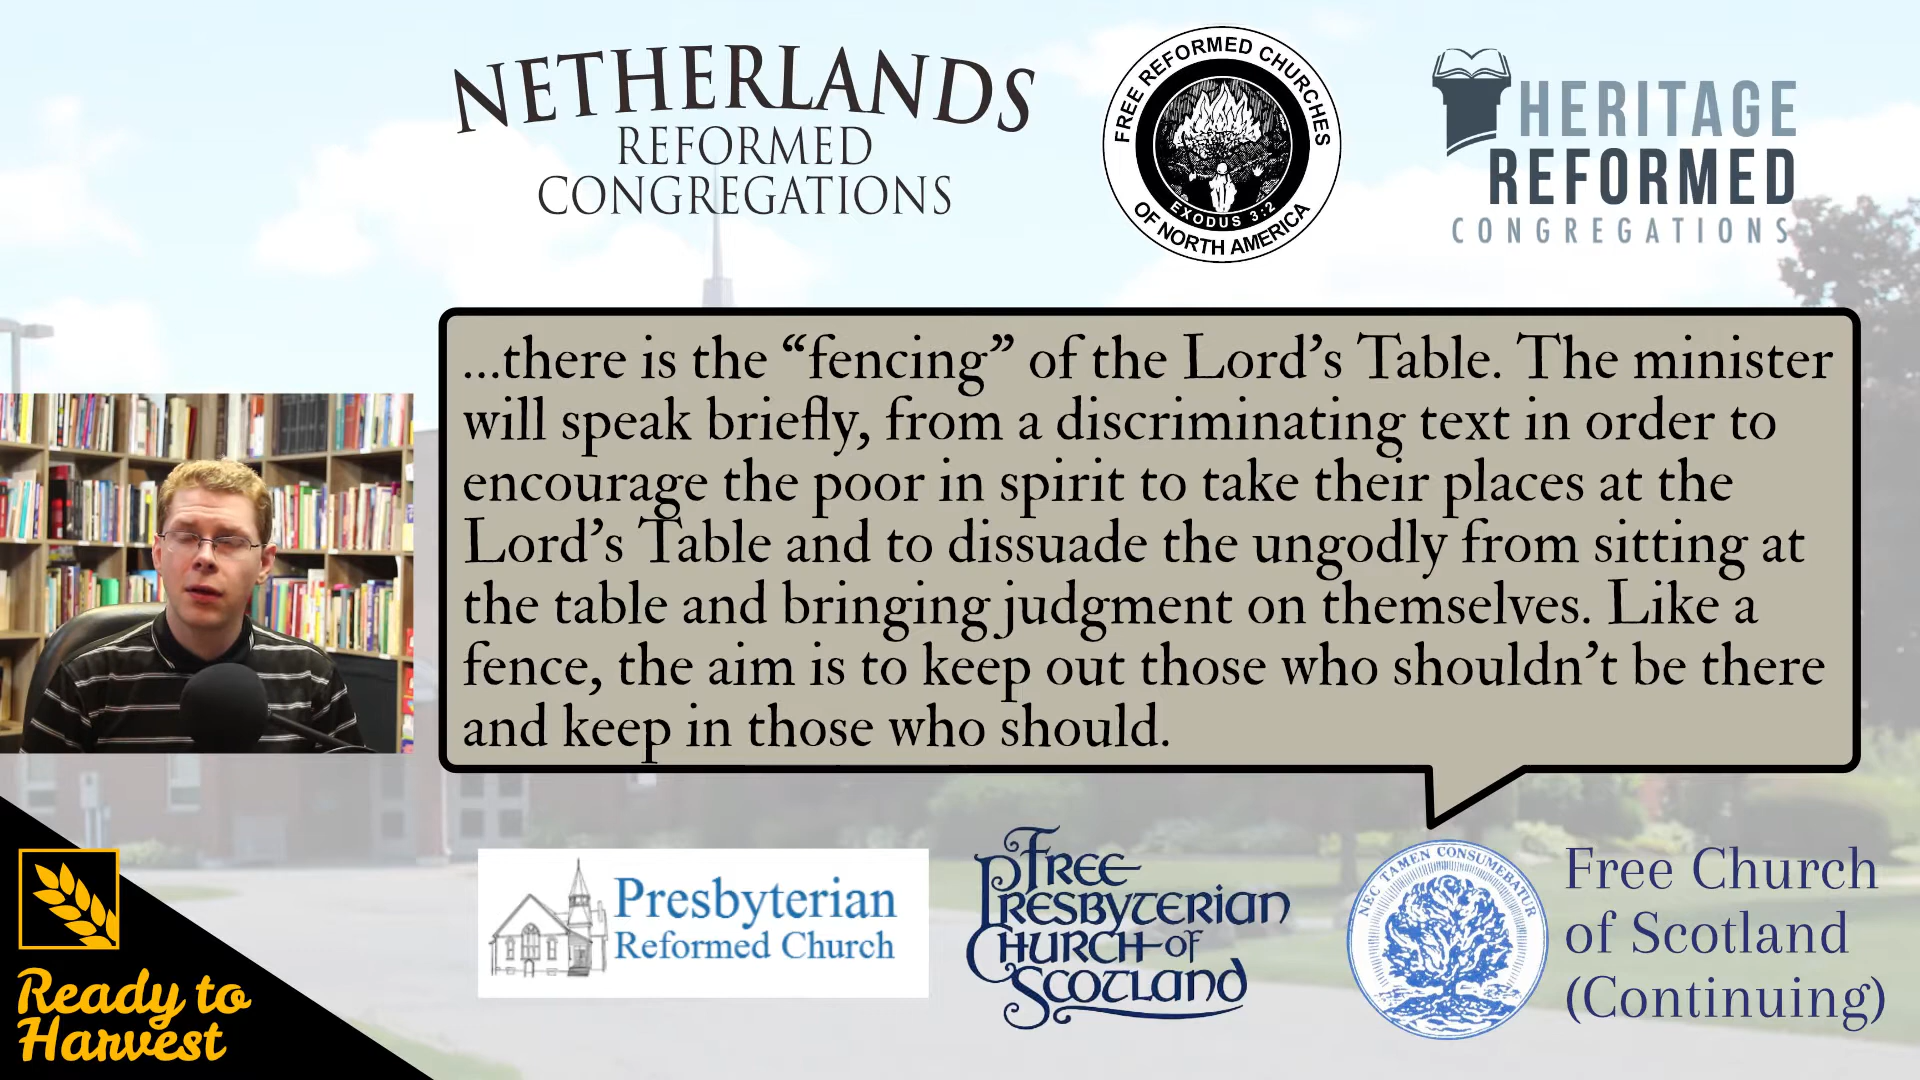 NETHERLANDS
REFORMED
CONGREGATIONS
FREE REFORMED CHURCHES
OF NORTH AMERICA
EXODUS 3:2
HERITAGE
REFORMED
CONGREGATIONS
...there is the “fencing” of the Lord’s Table. The minister
will speak briefly, from a discriminating text in order to
encourage the poor in spirit to take their places at the
Lord’s Table and to dissuade the ungodly from sitting at
the table and bringing judgment on themselves. Like a
fence, the aim is to keep out those who shouldn’t be there
and keep in those who should.
Presbyterian
Reformed Church
FREE
PRESBYTERIAN
CHURCH OF
SCOTLAND
NEC TAMEN CONSUMEBATUR
Free Church
of Scotland
(Continuing)
Ready to
Harvest